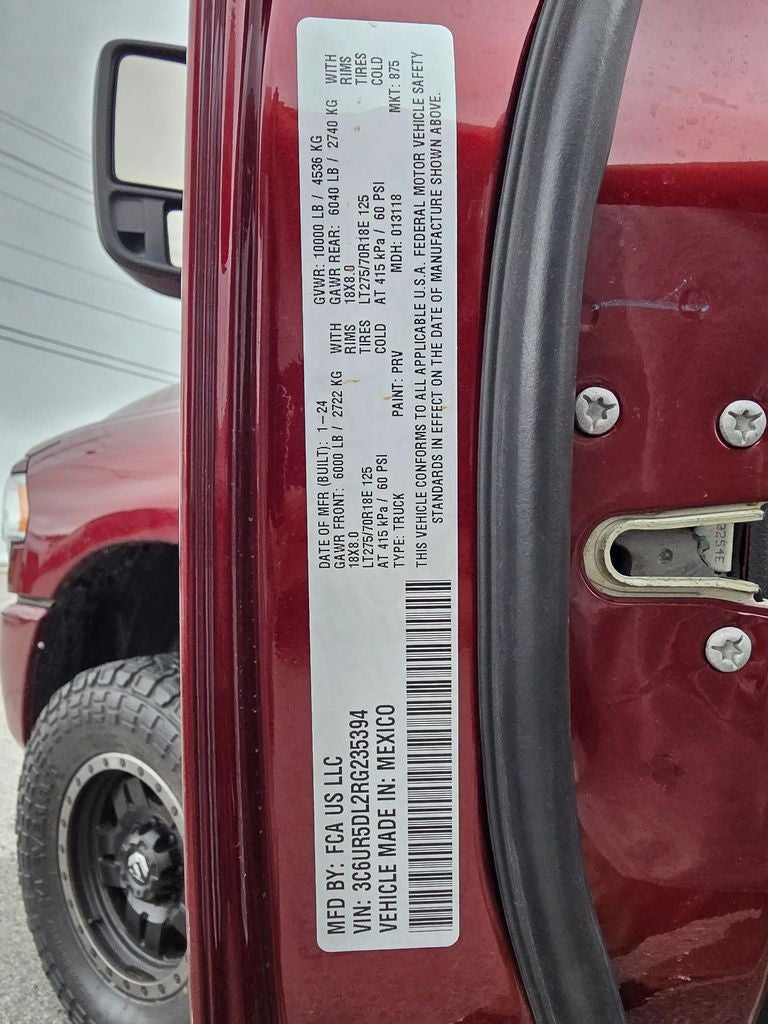 MFD BY: FCA US LLC
VIN: 3C6UR5DL2RG235394
VEHICLE MADE IN: MEXICO
DATE OF MFR (BUILT): 1-24
GVWR: 10000 LB / 4536 KG
GAWR FRONT: 6000 LB / 2722 KG WITH
GAWR REAR: 6040 LB / 2740 KG WITH
18X8.0 RIMS
18X8.0 RIMS
LT275/70R18E 125 TIRES
LT275/70R18E 125 TIRES
AT 415 kPa / 60 PSI COLD
AT 415 kPa / 60 PSI COLD
TYPE: TRUCK PAINT: PRV MDH: 013118 MKT: 875
THIS VEHICLE CONFORMS TO ALL APPLICABLE U.S.A. FEDERAL MOTOR VEHICLE SAFETY
STANDARDS IN EFFECT ON THE DATE OF MANUFACTURE SHOWN ABOVE.